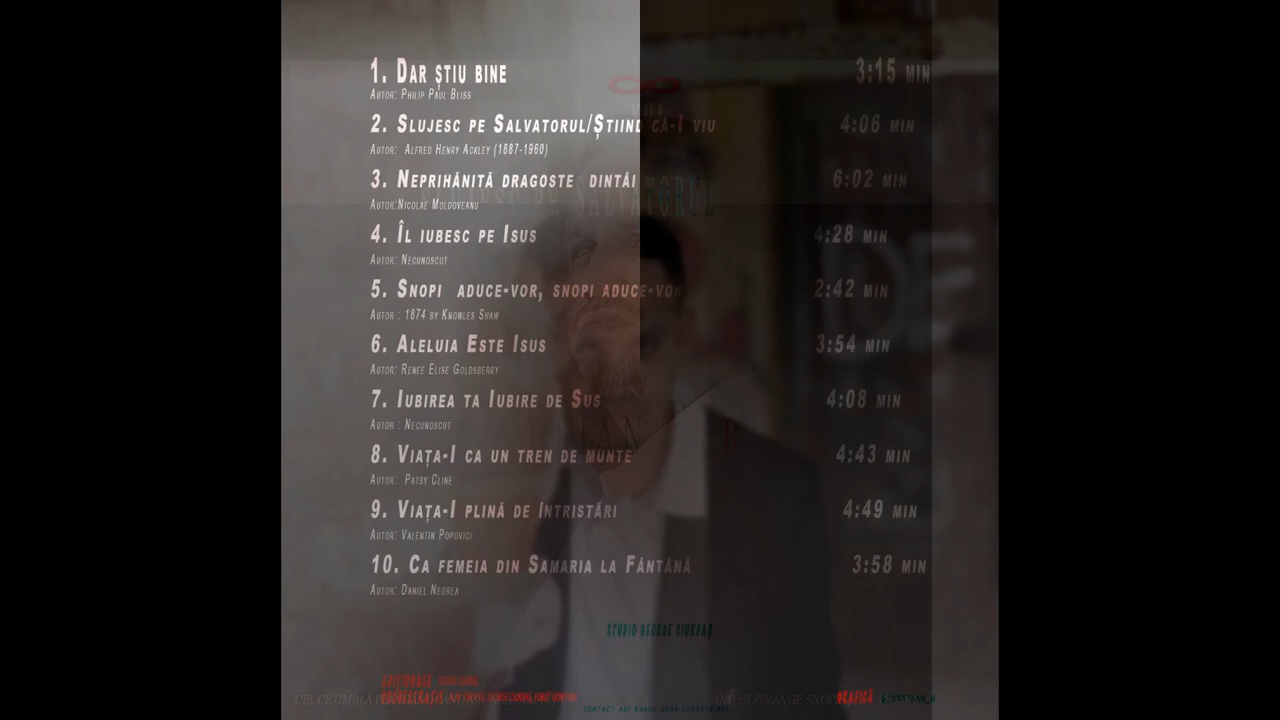 1. Dar știu bine 3:15 min
Autor: Philip Paul Bliss
2. Slujesc pe Salvatorul/Știind că-I viu 4:06 min
Autor: Alfred Henry Ackley (1887-1960)
3. Neprihănită dragoste dintâi 6:02 min
Autor:Nicolae Moldoveanu
4. Îl iubesc pe Isus 4:28 min
Autor: Necunoscut
5. Snopi aduce-vor, snopi aduce-vor 2:42 min
Autor : 1874 by Knowles Shaw
6. Aleluia Este Isus 3:54 min
Autor: Renee Elise Goldsberry
7. Iubirea ta Iubire de Sus 4:08 min
Autor : Necunoscut
8. Viața-I ca un tren de munte 4:43 min
Autor: Patsy Cline
9. Viața-I plină de întristări 4:49 min
Autor: Valentin Popovici
10. Ca femeia din Samaria la Fântână 3:58 min
Autor: Daniel Negrea
SALVATORUL
DE
STUDIO GEORGE CIURDAȘ
ADIȚIONALE
GRAFICĂ